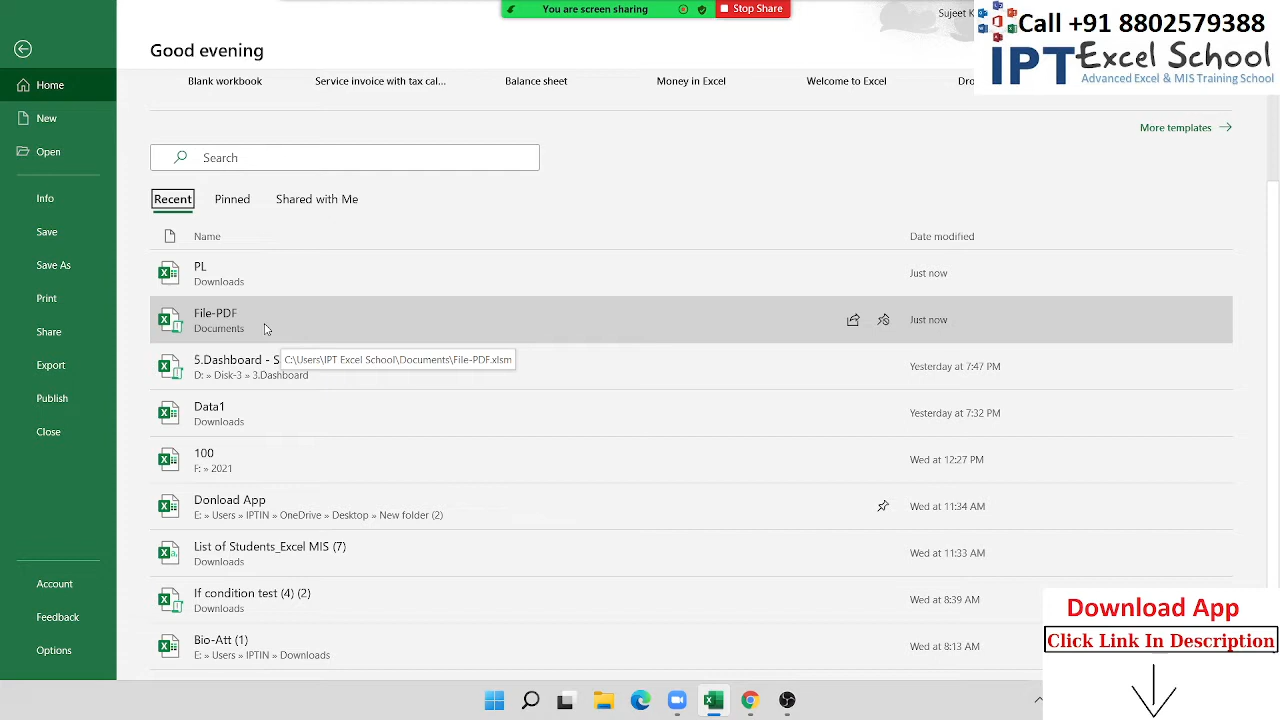 You are screen sharing
Stop Share
Sujeet K
Call +91 8802579388
IPT Excel School
Advanced Excel & MIS Training School
Good evening
Home
New
Open
Info
Save
Save As
Print
Share
Export
Publish
Close
Account
Feedback
Options
Blank workbook
Service invoice with tax cal...
Balance sheet
Money in Excel
Welcome to Excel
Dro
More templates
Search
Recent
Pinned
Shared with Me
Name
Date modified
PL
Downloads
Just now
File-PDF
Documents
Just now
5.Dashboard - S
C:\Users\IPT Excel School\Documents\File-PDF.xlsm
D: » Disk-3 » 3.Dashboard
Yesterday at 7:47 PM
Data1
Downloads
Yesterday at 7:32 PM
100
F: » 2021
Wed at 12:27 PM
Donload App
E: » Users » IPTIN » OneDrive » Desktop » New folder (2)
Wed at 11:34 AM
List of Students_Excel MIS (7)
Downloads
Wed at 11:33 AM
If condition test (4) (2)
Downloads
Wed at 8:39 AM
Bio-Att (1)
E: » Users » IPTIN » Downloads
Wed at 8:13 AM
Download App
Click Link In Description